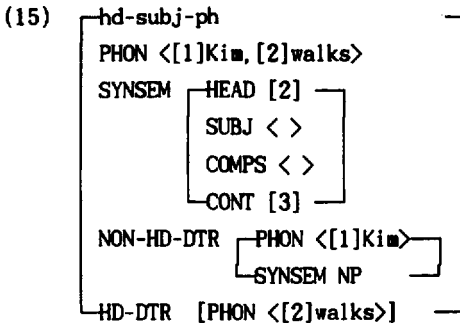 (15) hd-subj-ph
PHON <[1]Kim, [2]walks>
SYNSEM HEAD [2]
SUBJ < >
COMPS < >
CONT [3]
NON-HD-DTR PHON <[1]Kim>
SYNSEM NP
HD-DTR [PHON <[2]walks>]